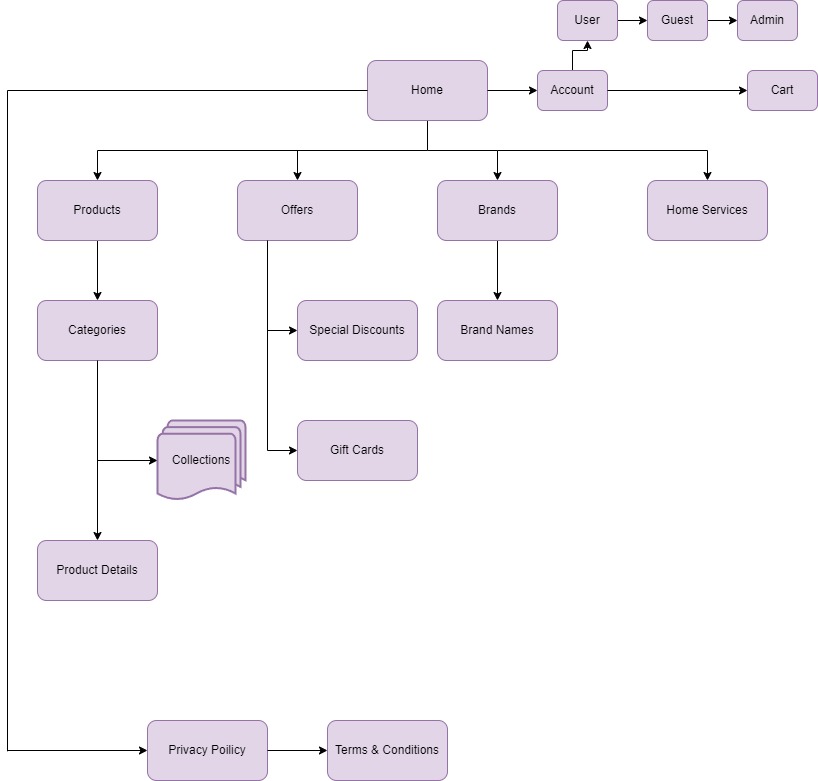 User
Guest
Admin
Home
Account
Cart
Products
Offers
Brands
Home Services
Categories
Special Discounts
Brand Names
Collections
Gift Cards
Product Details
Privacy Poilicy
Terms & Conditions